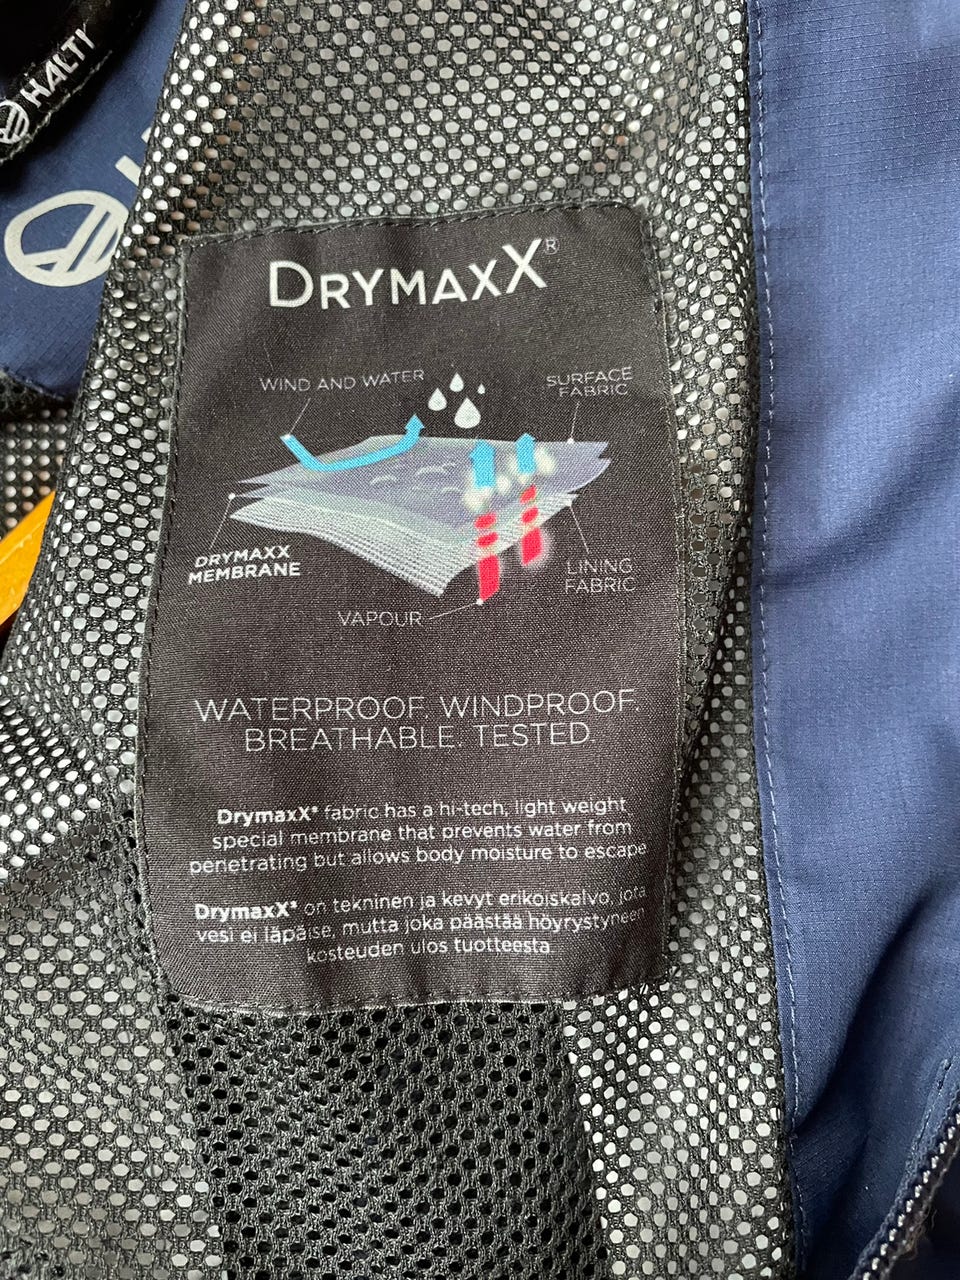 HALTI
DRYMAXX®
WIND AND WATER
SURFACE
FABRIC
DRYMAXX
MEMBRANE
LINING
FABRIC
VAPOUR
WATERPROOF. WINDPROOF.
BREATHABLE. TESTED.
DrymaxX® fabric has a hi-tech, light weight
special membrane that prevents water from
penetrating but allows body moisture to escape
DrymaxX® on tekninen ja kevyt erikoiskalvo, jota
vesi ei läpäise, mutta joka päästää höyrystyneen
kosteuden ulos tuotteesta